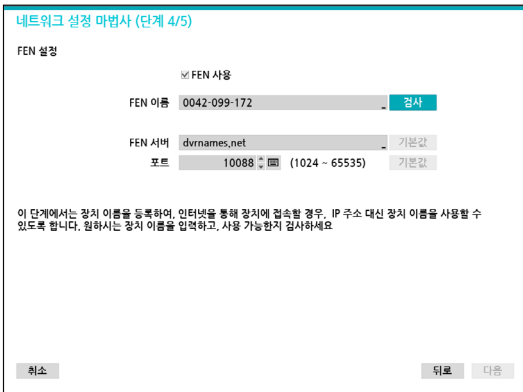 네트워크 설정 마법사 (단계 4/5)
FEN 설정
FEN 사용
FEN 이름 0042-099-172 검사
FEN 서버 dvrnames.net 기본값
포트 10088 (1024 ~ 65535) 기본값
이 단계에서는 장치 이름을 등록하여, 인터넷을 통해 장치에 접속할 경우, IP 주소 대신 장치 이름을 사용할 수
있도록 합니다. 원하시는 장치 이름을 입력하고, 사용 가능한지 검사하세요
취소 뒤로 다음